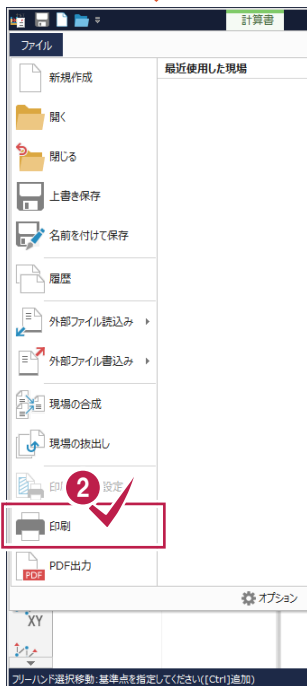 計算書
ファイル
最近使用した現場
新規作成
開く
閉じる
上書き保存
名前を付けて保存
履歴
外部ファイル読込み
外部ファイル書込み
現場の合成
現場の抜出し
設定
2
印刷
PDF
PDF出力
オプション
XY
フリーハンド選択移動:基準点を指定してください([Ctrl]追加)